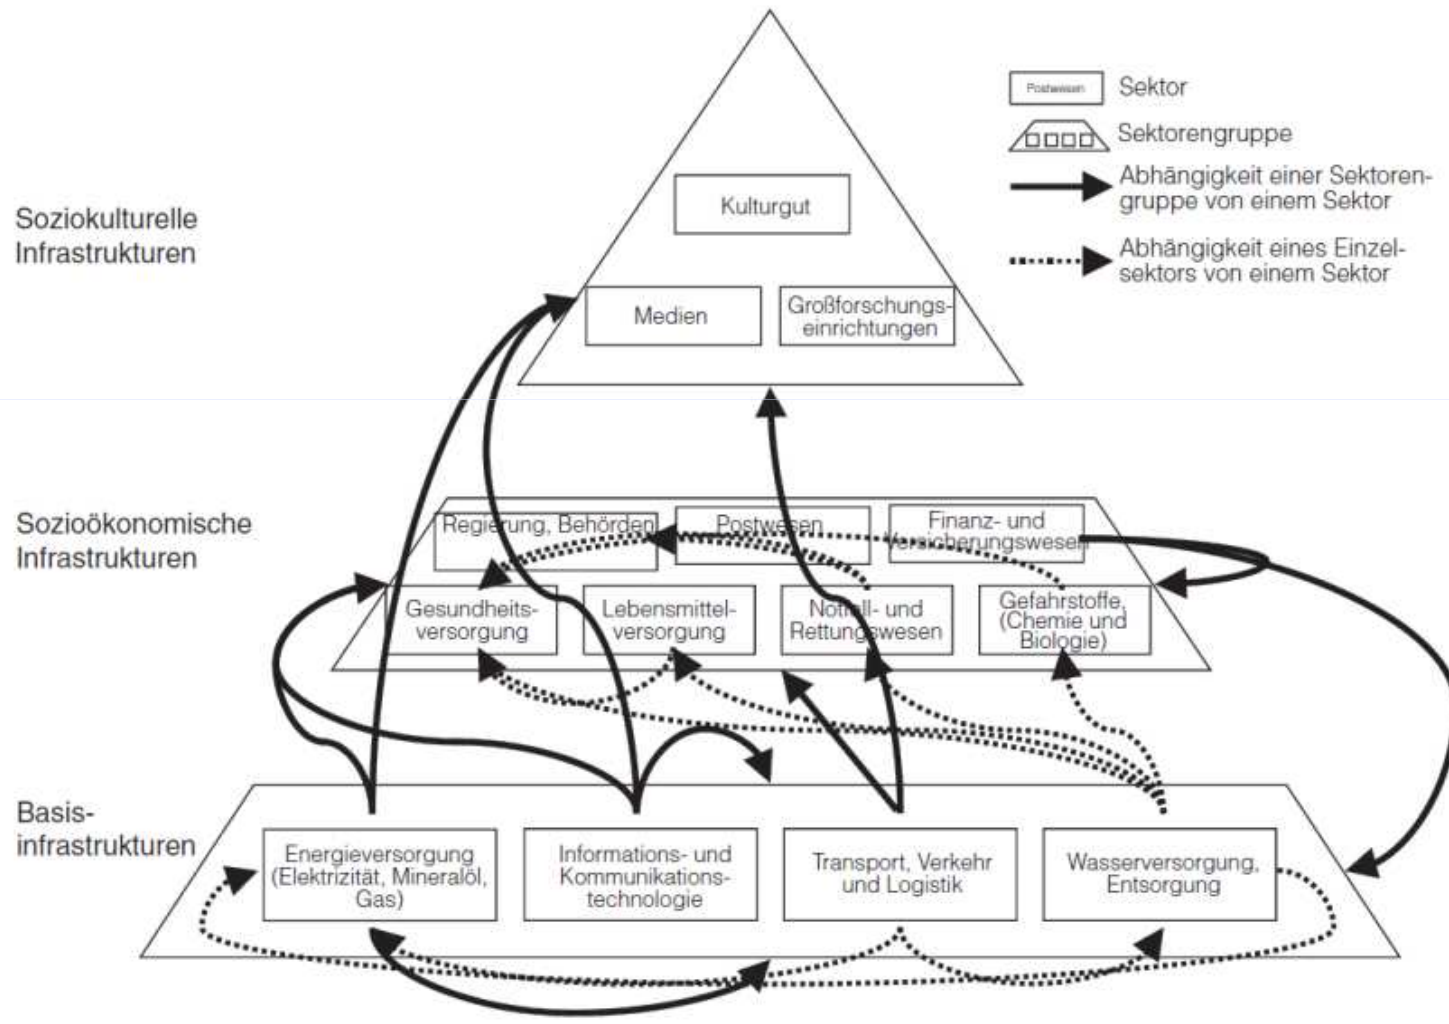 Postwesen
Sektor
Sektorengruppe
Abhängigkeit einer Sektoren-
gruppe von einem Sektor
Abhängigkeit eines Einzel-
sektors von einem Sektor
Soziokulturelle
Infrastrukturen
Kulturgut
Medien
Großforschungs-
einrichtungen
Sozioökonomische
Infrastrukturen
Regierung, Behörden
Postwesen
Finanz- und
Versicherungswesen
Gesundheits-
versorgung
Lebensmittel-
versorgung
Notfall- und
Rettungswesen
Gefahrstoffe,
(Chemie und
Biologie)
Basis-
infrastrukturen
Energieversorgung
(Elektrizität, Mineralöl,
Gas)
Informations- und
Kommunikations-
technologie
Transport, Verkehr
und Logistik
Wasserversorgung,
Entsorgung